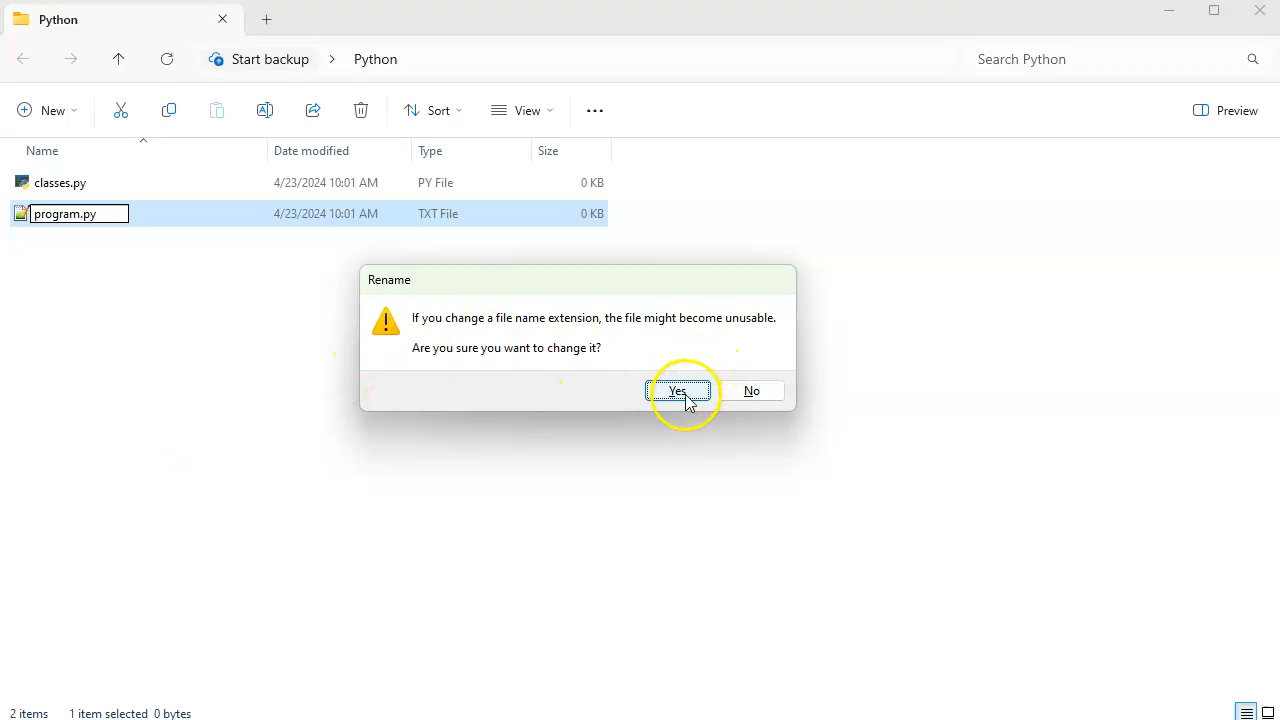 Python
Start backup
Python
Search Python
New
Sort
View
Preview
Name
Date modified
Type
Size
classes.py
4/23/2024 10:01 AM
PY File
0 KB
program.py
4/23/2024 10:01 AM
TXT File
0 KB
Rename
If you change a file name extension, the file might become unusable.
Are you sure you want to change it?
Yes
No
2 items
1 item selected 0 bytes